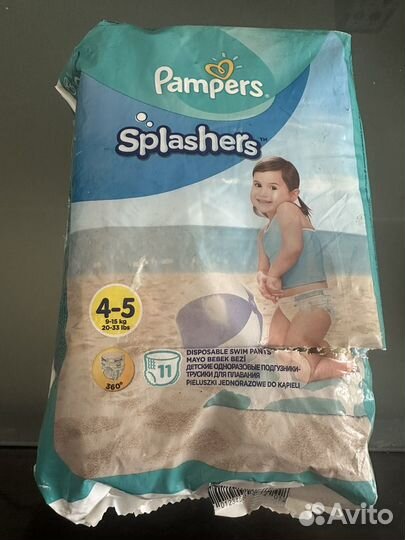 Pampers
Splashers™
4-5
9-15 kg
20-33 lbs
360°
11
DISPOSABLE SWIM PANTS
MAYO BEBEK BEZİ
ДЕТСКИЕ ОДНОРАЗОВЫЕ ПОДГУЗНИКИ-
ТРУСИКИ ДЛЯ ПЛАВАНИЯ
PIELUSZKI JEDNORAZOWE DO KĄPIELI
Avito